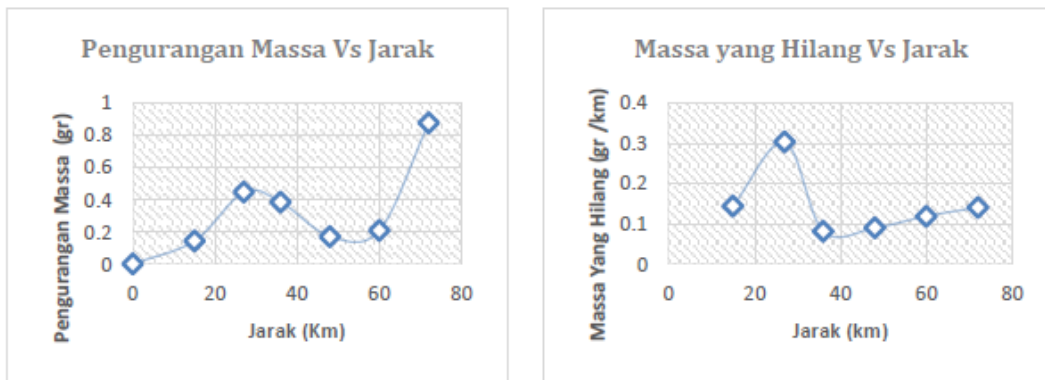 Pengurangan Massa Vs Jarak
Pengurangan Massa (gr)
1
0.8
0.6
0.4
0.2
0
0 20 40 60 80
Jarak (Km)
Massa yang Hilang Vs Jarak
Massa Yang Hilang (gr /km)
0.4
0.3
0.2
0.1
0
0 20 40 60 80
Jarak (km)